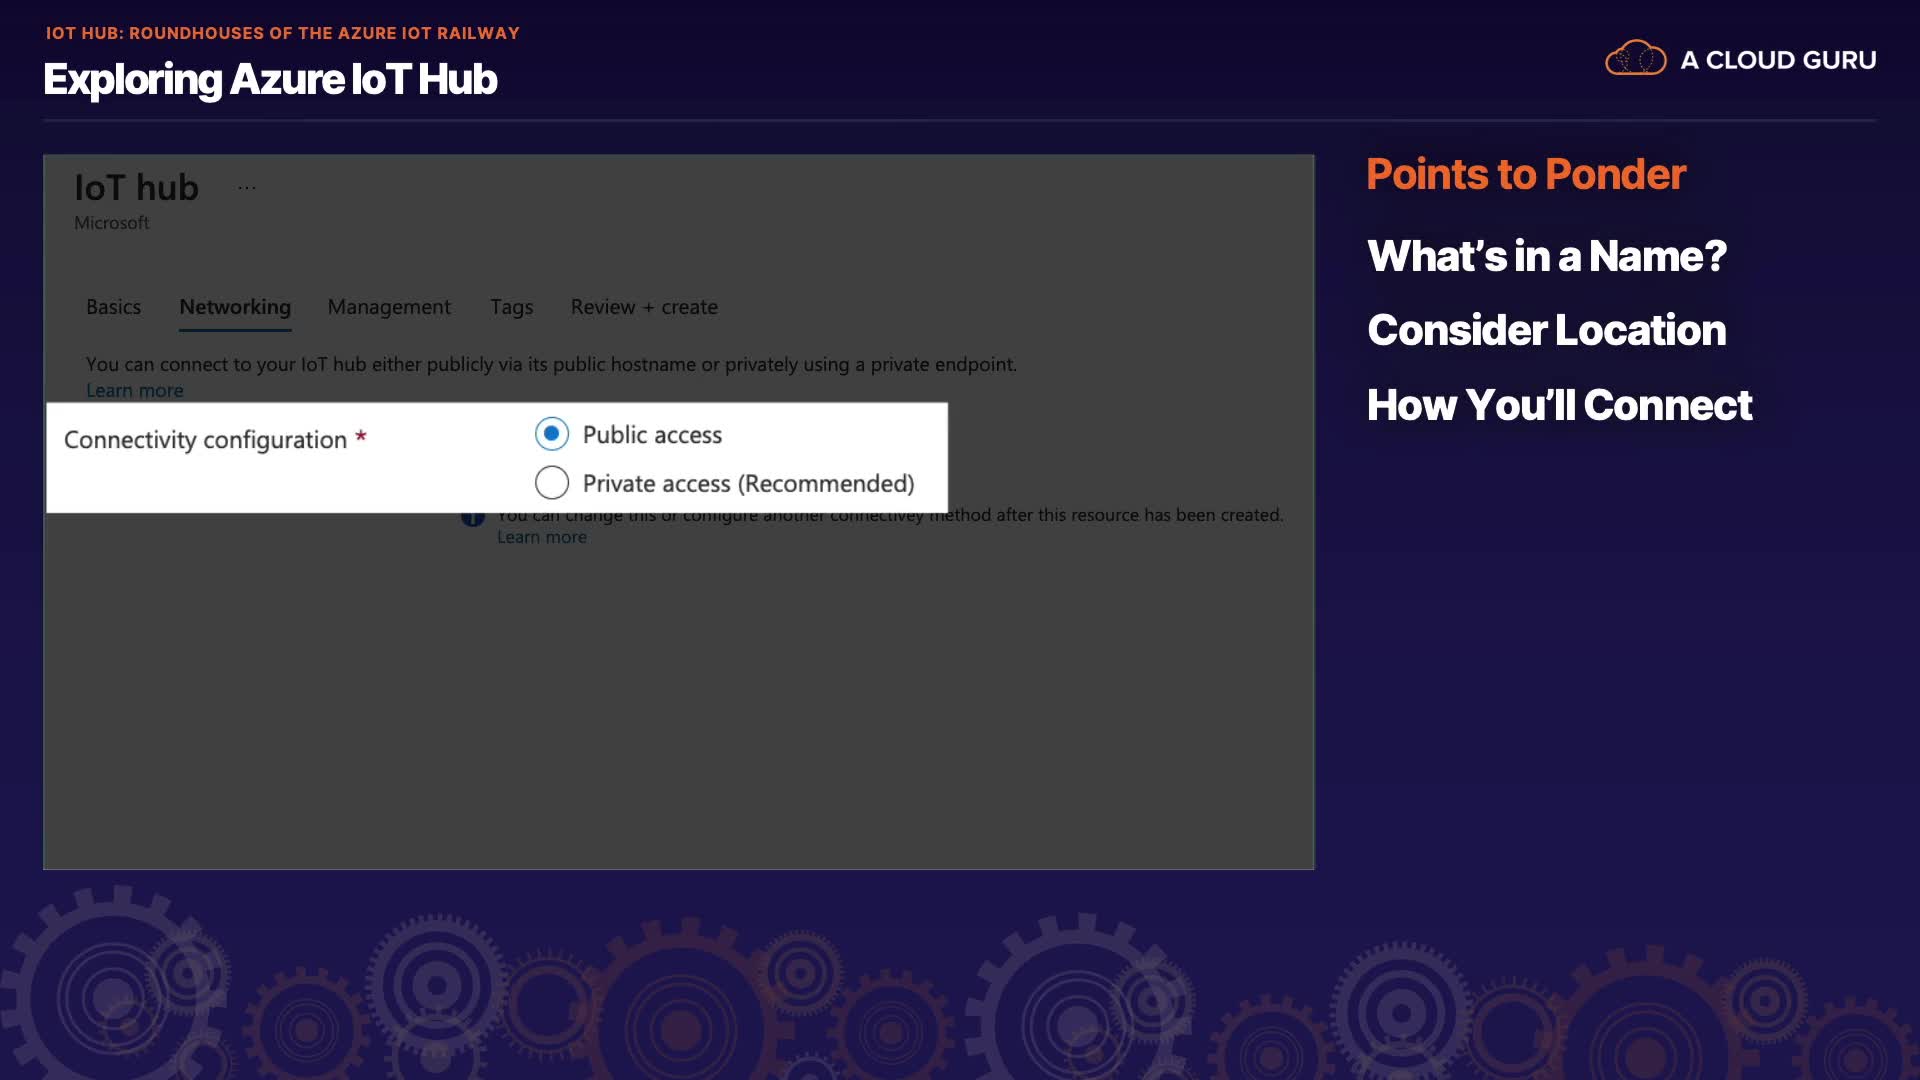 IOT HUB: ROUNDHOUSES OF THE AZURE IOT RAILWAY
Exploring Azure IoT Hub
A CLOUD GURU
IoT hub ...
Microsoft
Basics Networking Management Tags Review + create
You can connect to your IoT hub either publicly via its public hostname or privately using a private endpoint.
Learn more
Connectivity configuration *
Public access
Private access (Recommended)
You can change this or configure another connectivey method after this resource has been created.
Learn more
Points to Ponder
What's in a Name?
Consider Location
How You'll Connect